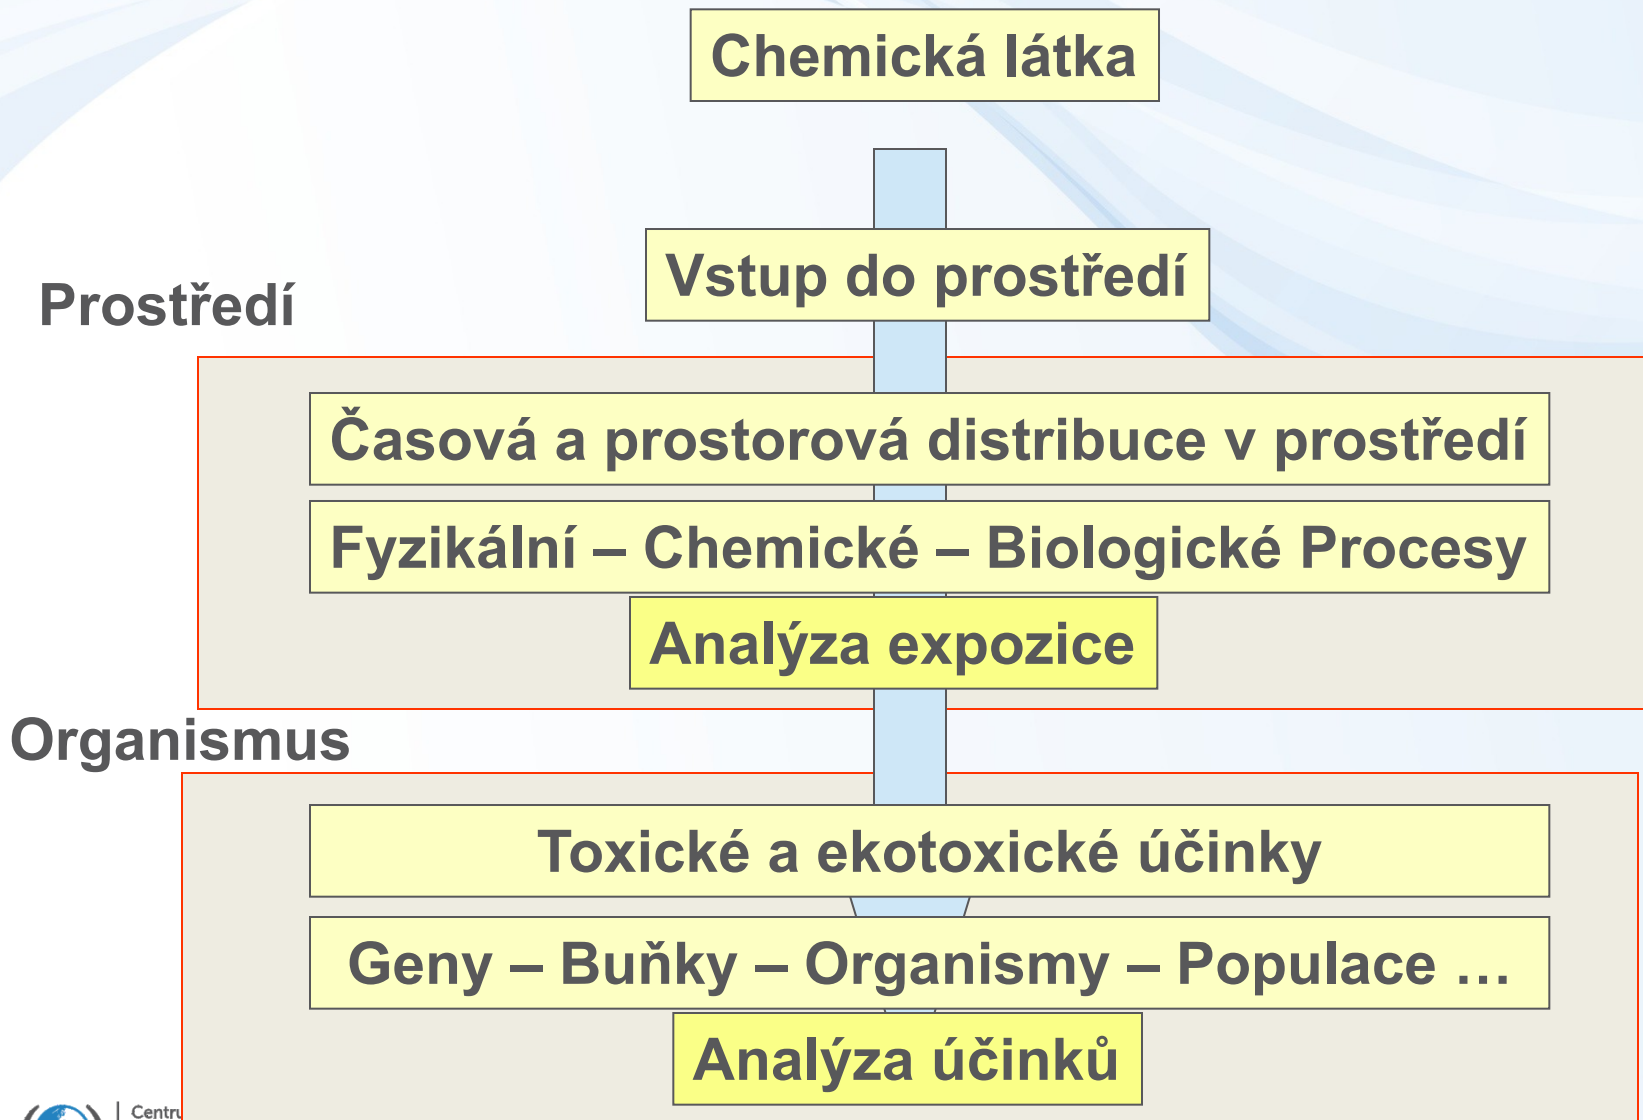 Chemická látka
Vstup do prostředí
Prostředí
Časová a prostorová distribuce v prostředí
Fyzikální – Chemické – Biologické Procesy
Analýza expozice
Organismus
Toxické a ekotoxické účinky
Geny – Buňky – Organismy – Populace …
Analýza účinků